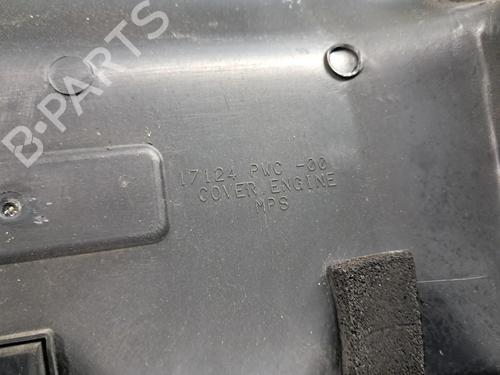 B-PARTS
17124 PWC -00
COVER,ENGINE
MPS